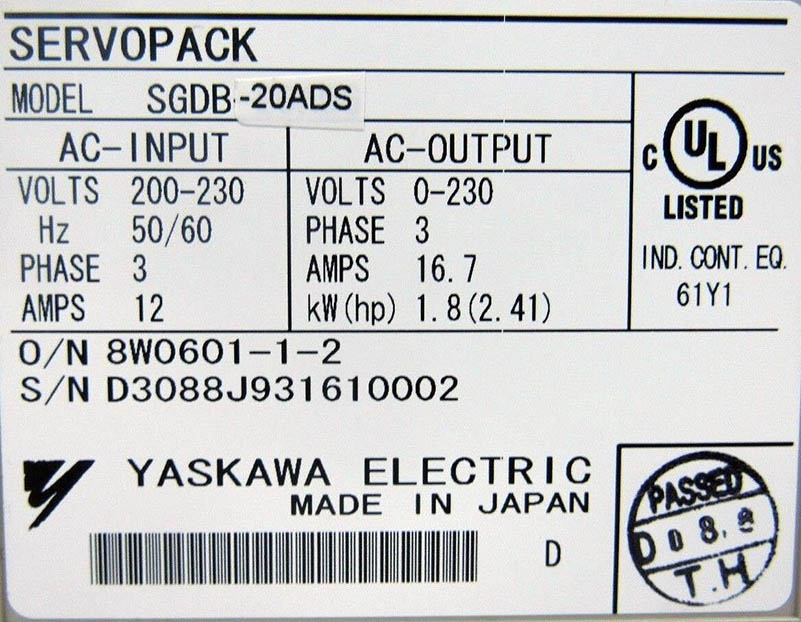 SERVOPACK
MODEL SGDB-20ADS
AC-INPUT
VOLTS 200-230
Hz 50/60
PHASE 3
AMPS 12
AC-OUTPUT
VOLTS 0-230
PHASE 3
AMPS 16.7
kW(hp) 1.8(2.41)
C UL US
LISTED
IND. CONT. EQ.
61Y1
O/N 8W0601-1-2
S/N D3088J931610002
YASKAWA ELECTRIC
MADE IN JAPAN
D
PASSED
D08.8
T.H